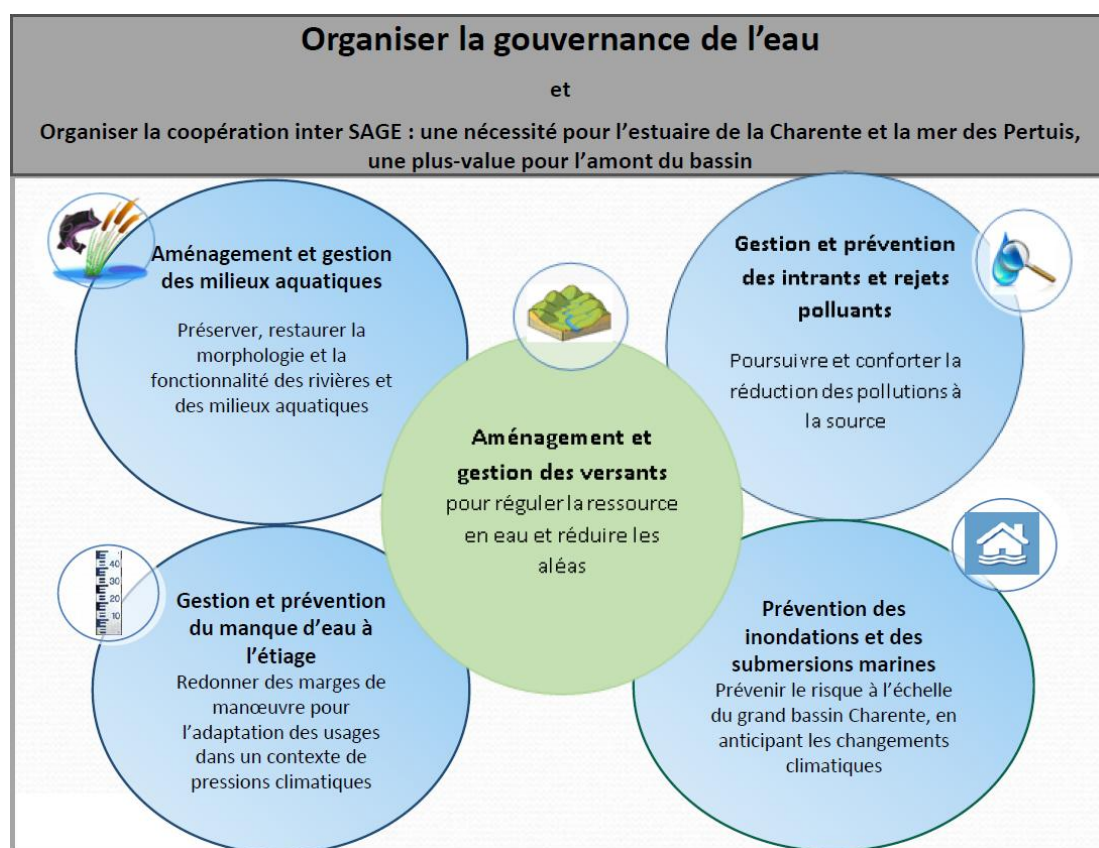 Organiser la gouvernance de l’eau
et
Organiser la coopération inter SAGE : une nécessité pour l’estuaire de la Charente et la mer des Pertuis,
une plus-value pour l’amont du bassin
Aménagement et gestion
des milieux aquatiques
Préserver, restaurer la
morphologie et la
fonctionnalité des rivières et
des milieux aquatiques
Gestion et prévention
des intrants et rejets
polluants
Poursuivre et conforter la
réduction des pollutions à
la source
Aménagement et
gestion des versants
pour réguler la ressource
en eau et réduire les
aléas
40
30
20
10
Gestion et prévention
du manque d’eau à
l’étiage
Redonner des marges de
manœuvre pour
l’adaptation des usages
dans un contexte de
pressions climatiques
Prévention des
inondations et des
submersions marines
Prévenir le risque à l’échelle
du grand bassin Charente, en
anticipant les changements
climatiques